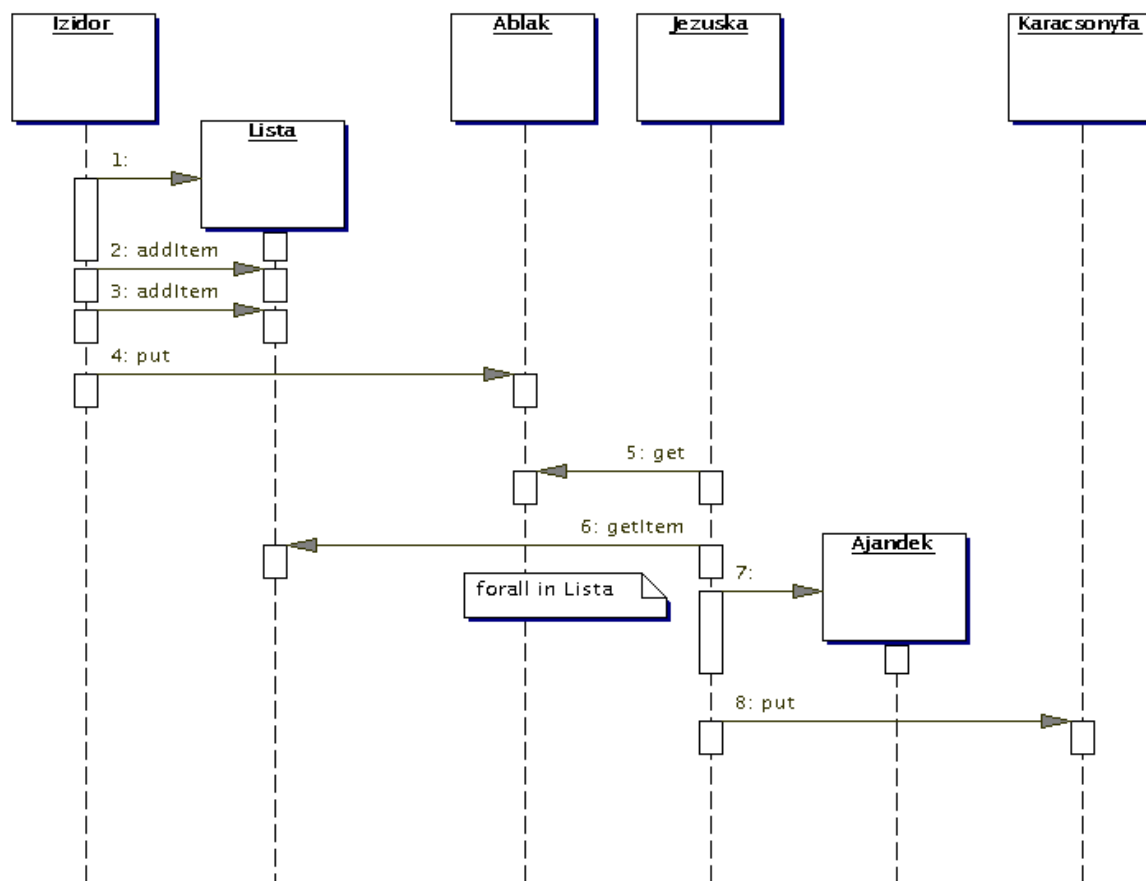 Izidor
Ablak
Jezuska
Karacsonyfa
Lista
1:
2: addItem
3: addItem
4: put
5: get
6: getItem
Ajandek
7:
forall in Lista
8: put